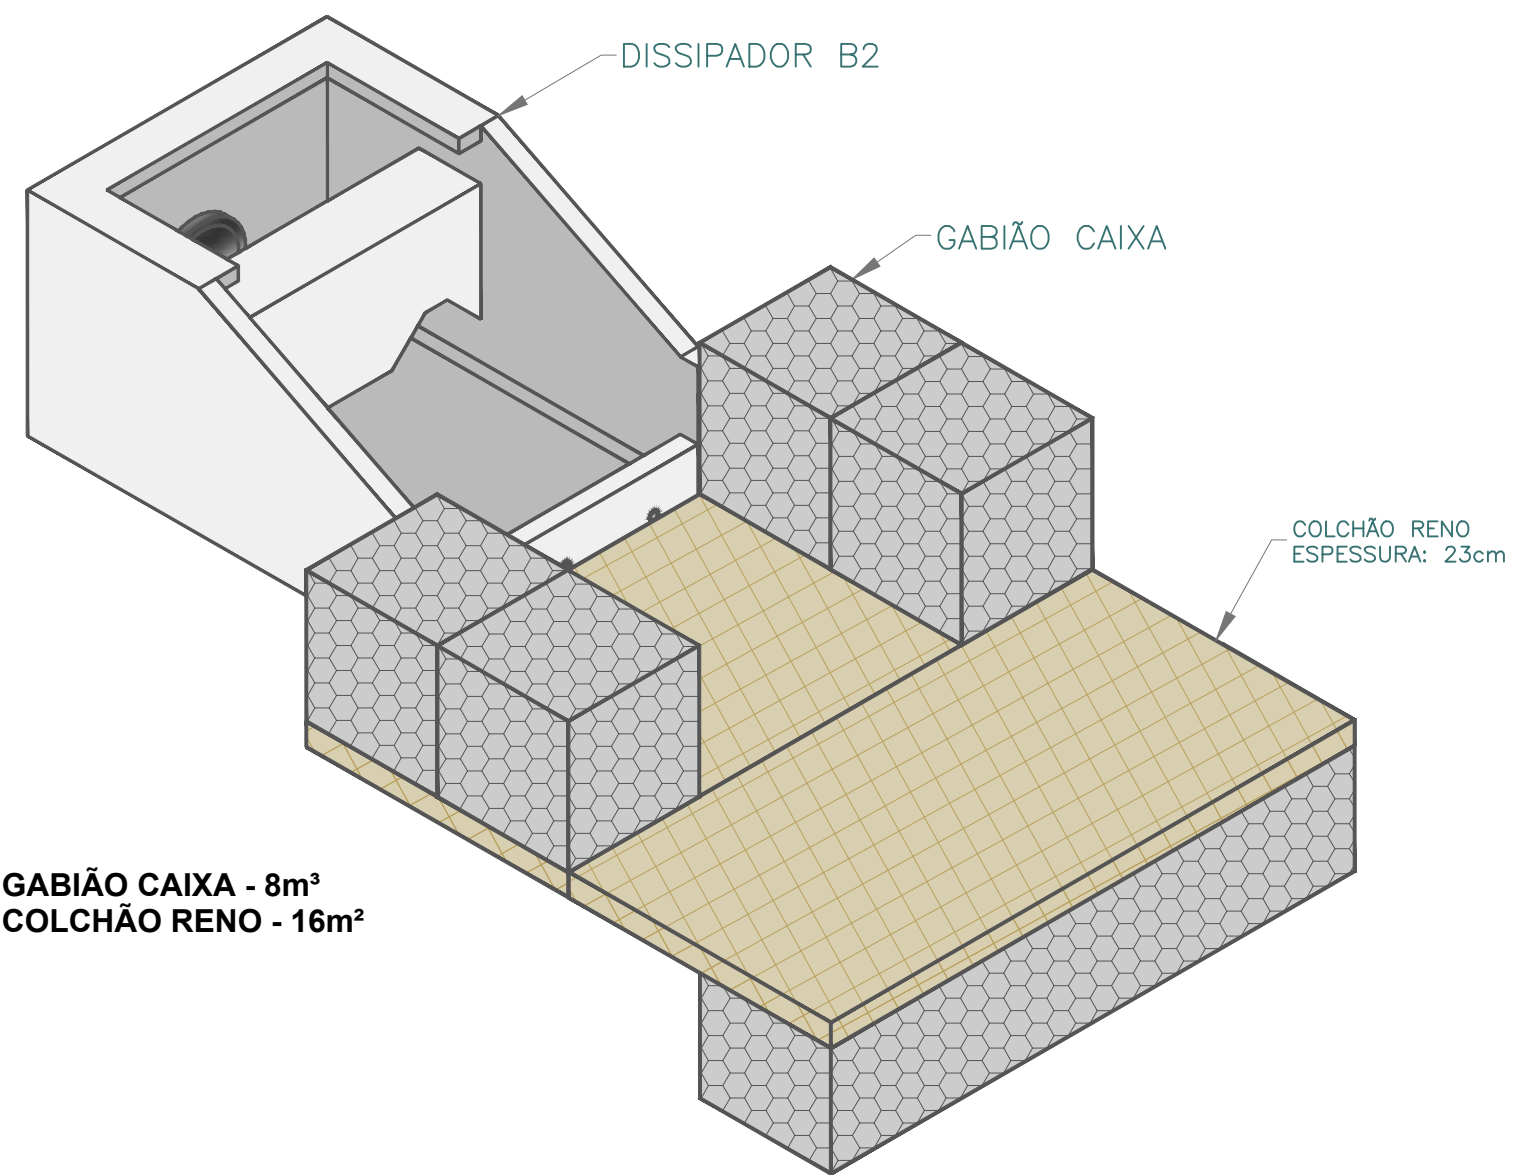 DISSIPADOR B2
GABIÃO CAIXA
COLCHÃO RENO
ESPESSURA: 23cm
GABIÃO CAIXA - 8m³
COLCHÃO RENO - 16m²